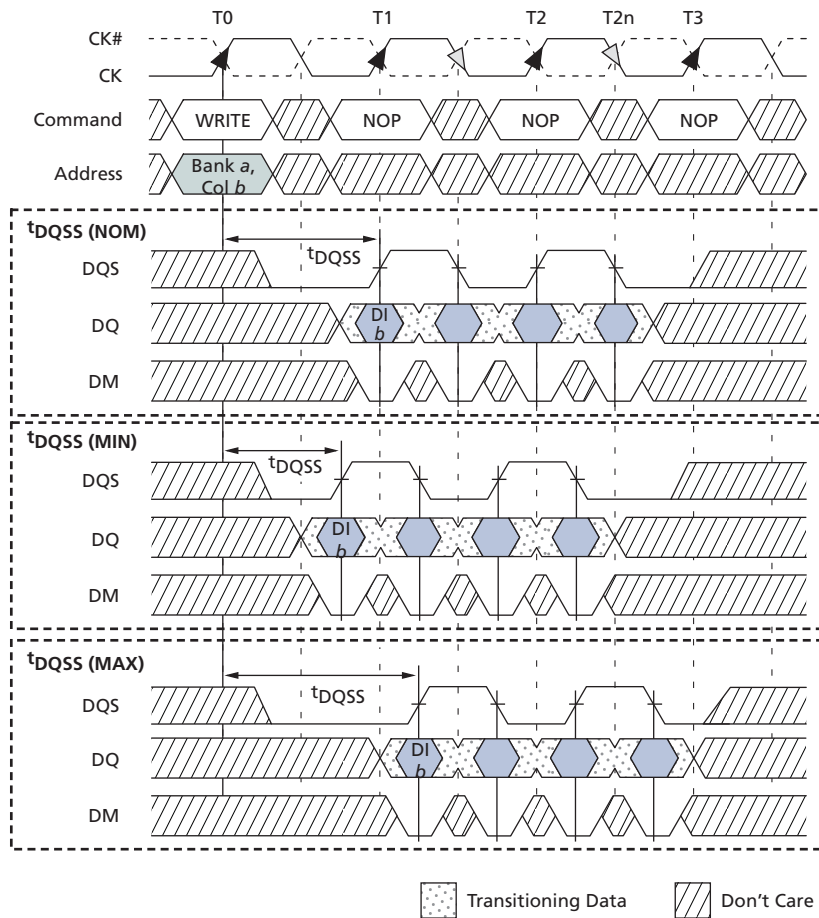 T0 T1 T2 T2n T3
CK#
CK
Command WRITE NOP NOP NOP
Address Bank a,
Col b
tDQSS (NOM)
tDQSS
DQS
DQ DI
b
DM
tDQSS (MIN)
tDQSS
DQS
DQ DI
b
DM
tDQSS (MAX)
tDQSS
DQS
DQ DI
b
DM
Transitioning Data Don't Care